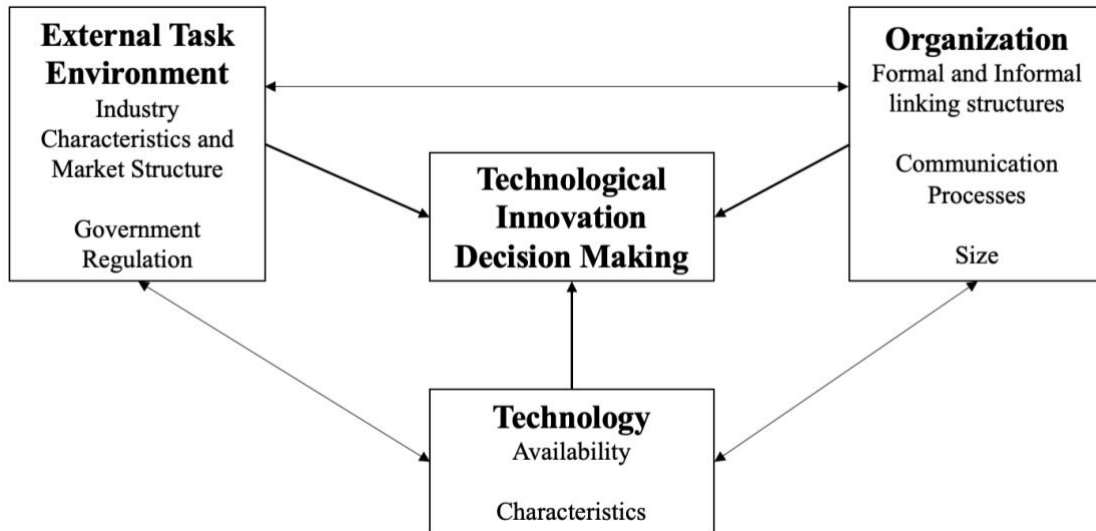 External Task
Environment
Industry
Characteristics and
Market Structure
Government
Regulation
Organization
Formal and Informal
linking structures
Communication
Processes
Size
Technological
Innovation
Decision Making
Technology
Availability
Characteristics